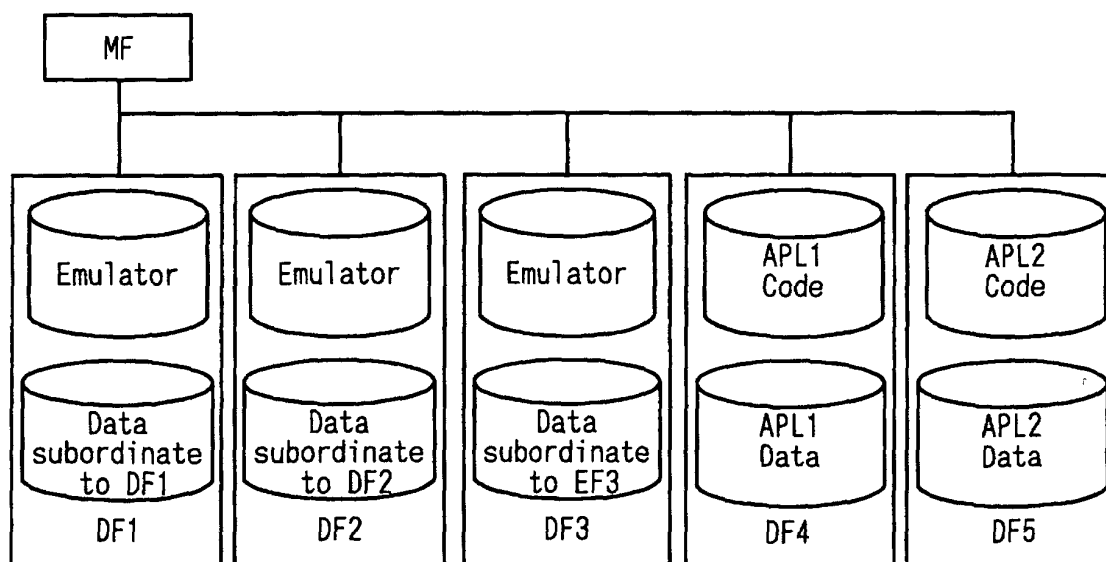 MF
Emulator
Data
subordinate
to DF1
DF1
Emulator
Data
subordinate
to DF2
DF2
Emulator
Data
subordinate
to EF3
DF3
APL1
Code
APL1
Data
DF4
APL2
Code
APL2
Data
DF5